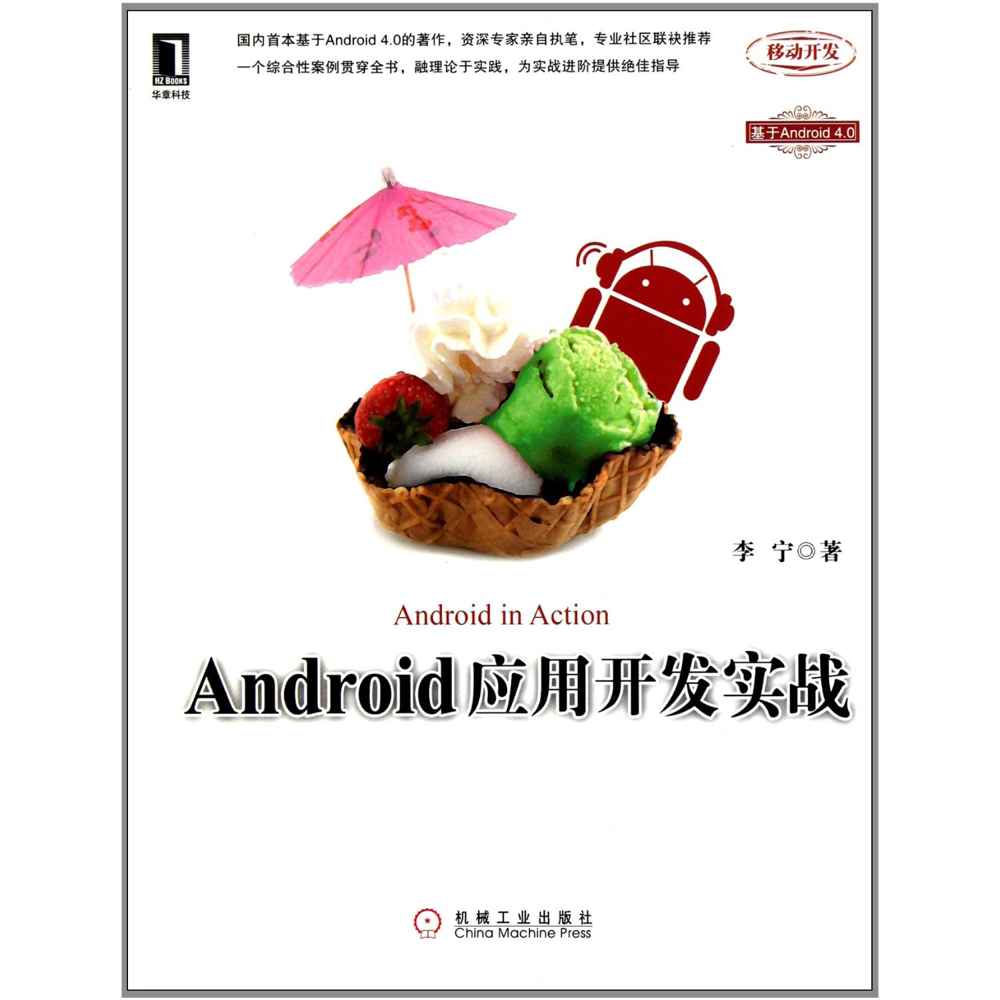 HZ BOOKS
华章科技
国内首本基于Android 4.0的著作，资深专家亲自执笔，专业社区联袂推荐
一个综合性案例贯穿全书，融理论于实践，为实战进阶提供绝佳指导
移动开发
基于Android 4.0
李 宁◎著
Android in Action
Android应用开发实战
机械工业出版社
China Machine Press